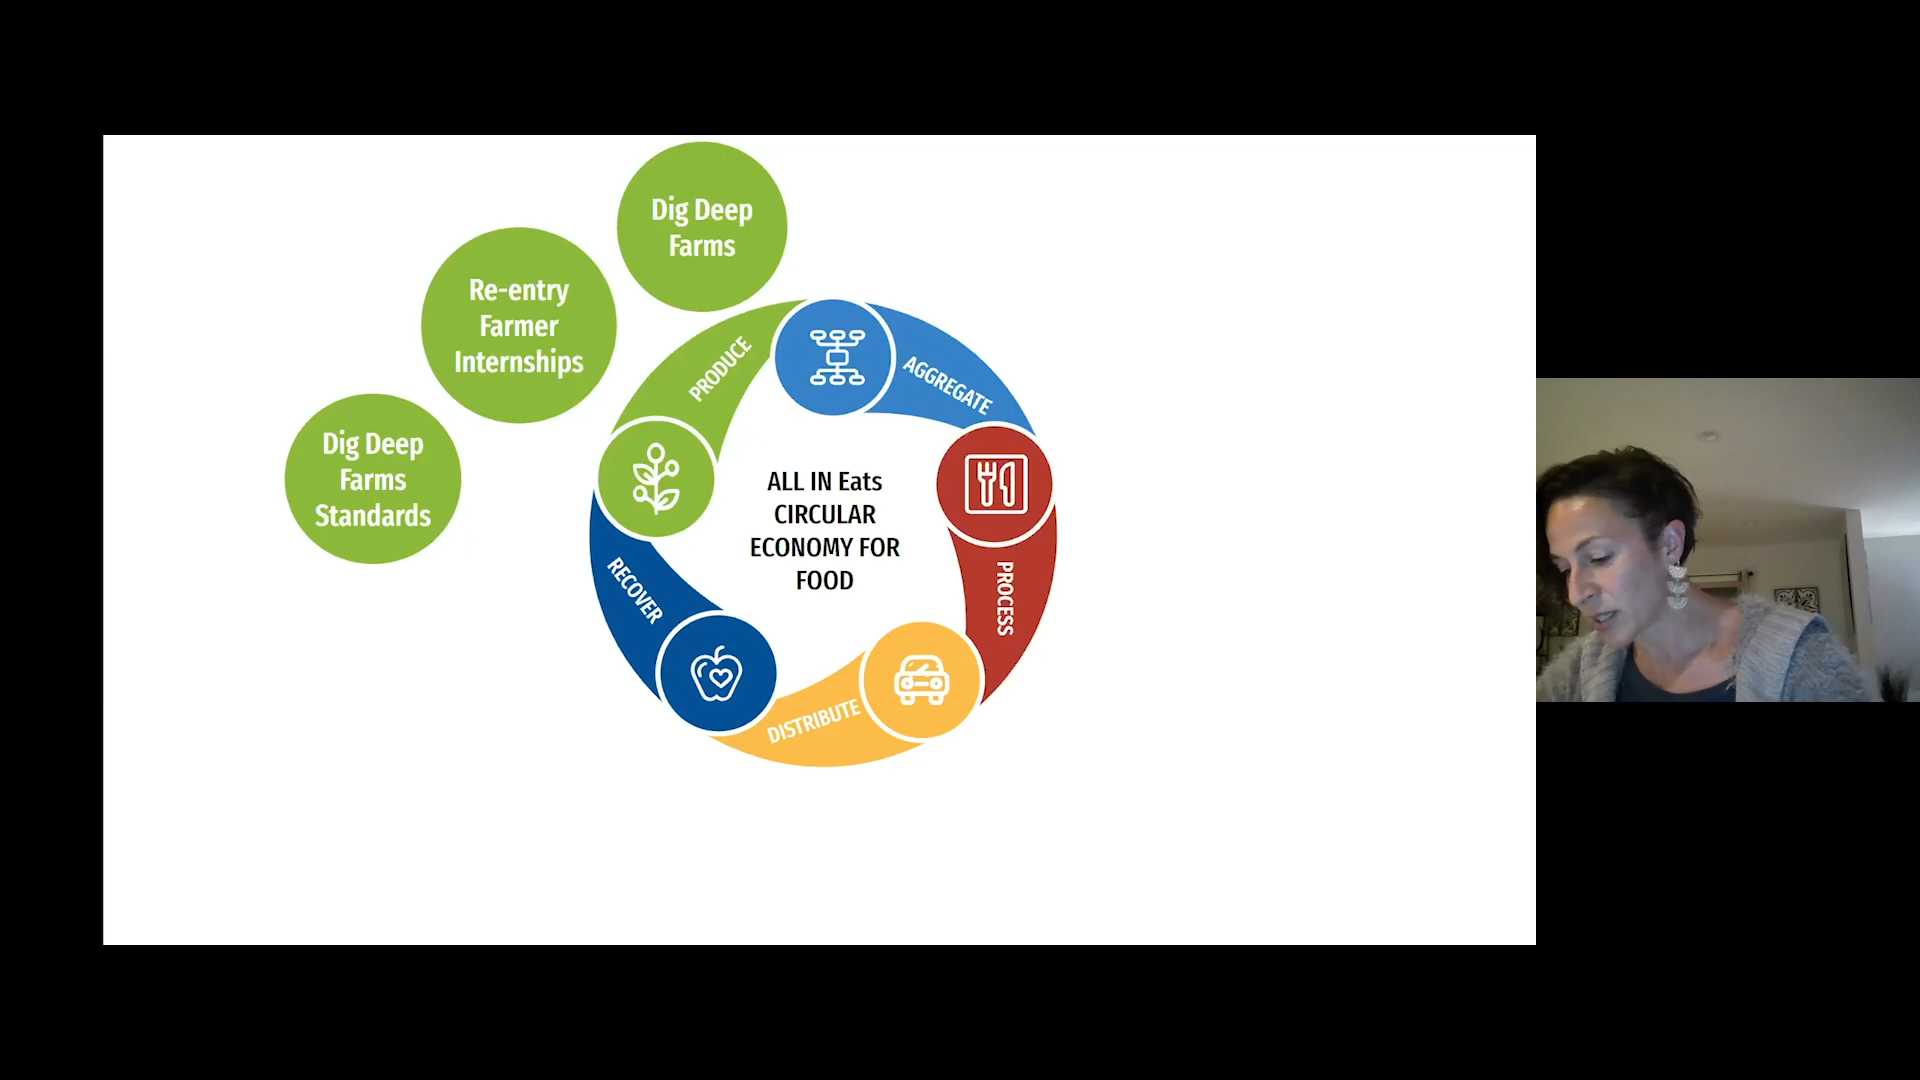 Dig Deep
Farms
Re-entry
Farmer
Internships
Dig Deep
Farms
Standards
PRODUCE
AGGREGATE
PROCESS
DISTRIBUTE
RECOVER
ALL IN Eats
CIRCULAR
ECONOMY FOR
FOOD